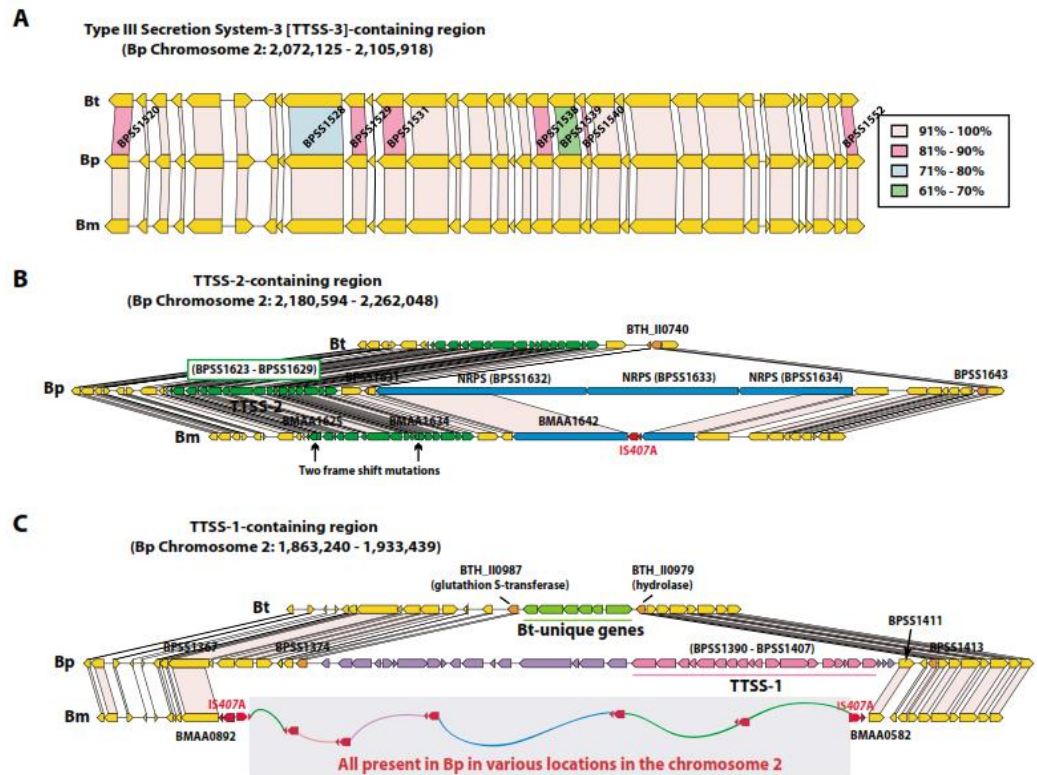 A
Type III Secretion System-3 [TTSS-3]-containing region
(Bp Chromosome 2: 2,072,125 - 2,105,918)
Bt
BPSS1520
BPSS1528
BPSS1529
BPSS1531
BPSS1538
BPSS1539
BPSS1540
BPSS1552
Bp
Bm
91% - 100%
81% - 90%
71% - 80%
61% - 70%
B
TTSS-2-containing region
(Bp Chromosome 2: 2,180,594 - 2,262,048)
Bt
BTH_II0740
(BPSS1623 - BPSS1629)
BPSS1631
NRPS (BPSS1632)
NRPS (BPSS1633)
NRPS (BPSS1634)
BPSS1643
Bp
TTSS-2
BMAA1625
BMAA1634
BMAA1642
Bm
IS407A
Two frame shift mutations
C
TTSS-1-containing region
(Bp Chromosome 2: 1,863,240 - 1,933,439)
BTH_II0987
(glutathion S-transferase)
BTH_II0979
(hydrolase)
Bt
Bt-unique genes
BPSS1411
BPSS1367
BPSS1374
(BPSS1390 - BPSS1407)
BPSS1413
Bp
TTSS-1
IS407A
IS407A
Bm
BMAA0892
BMAA0582
All present in Bp in various locations in the chromosome 2